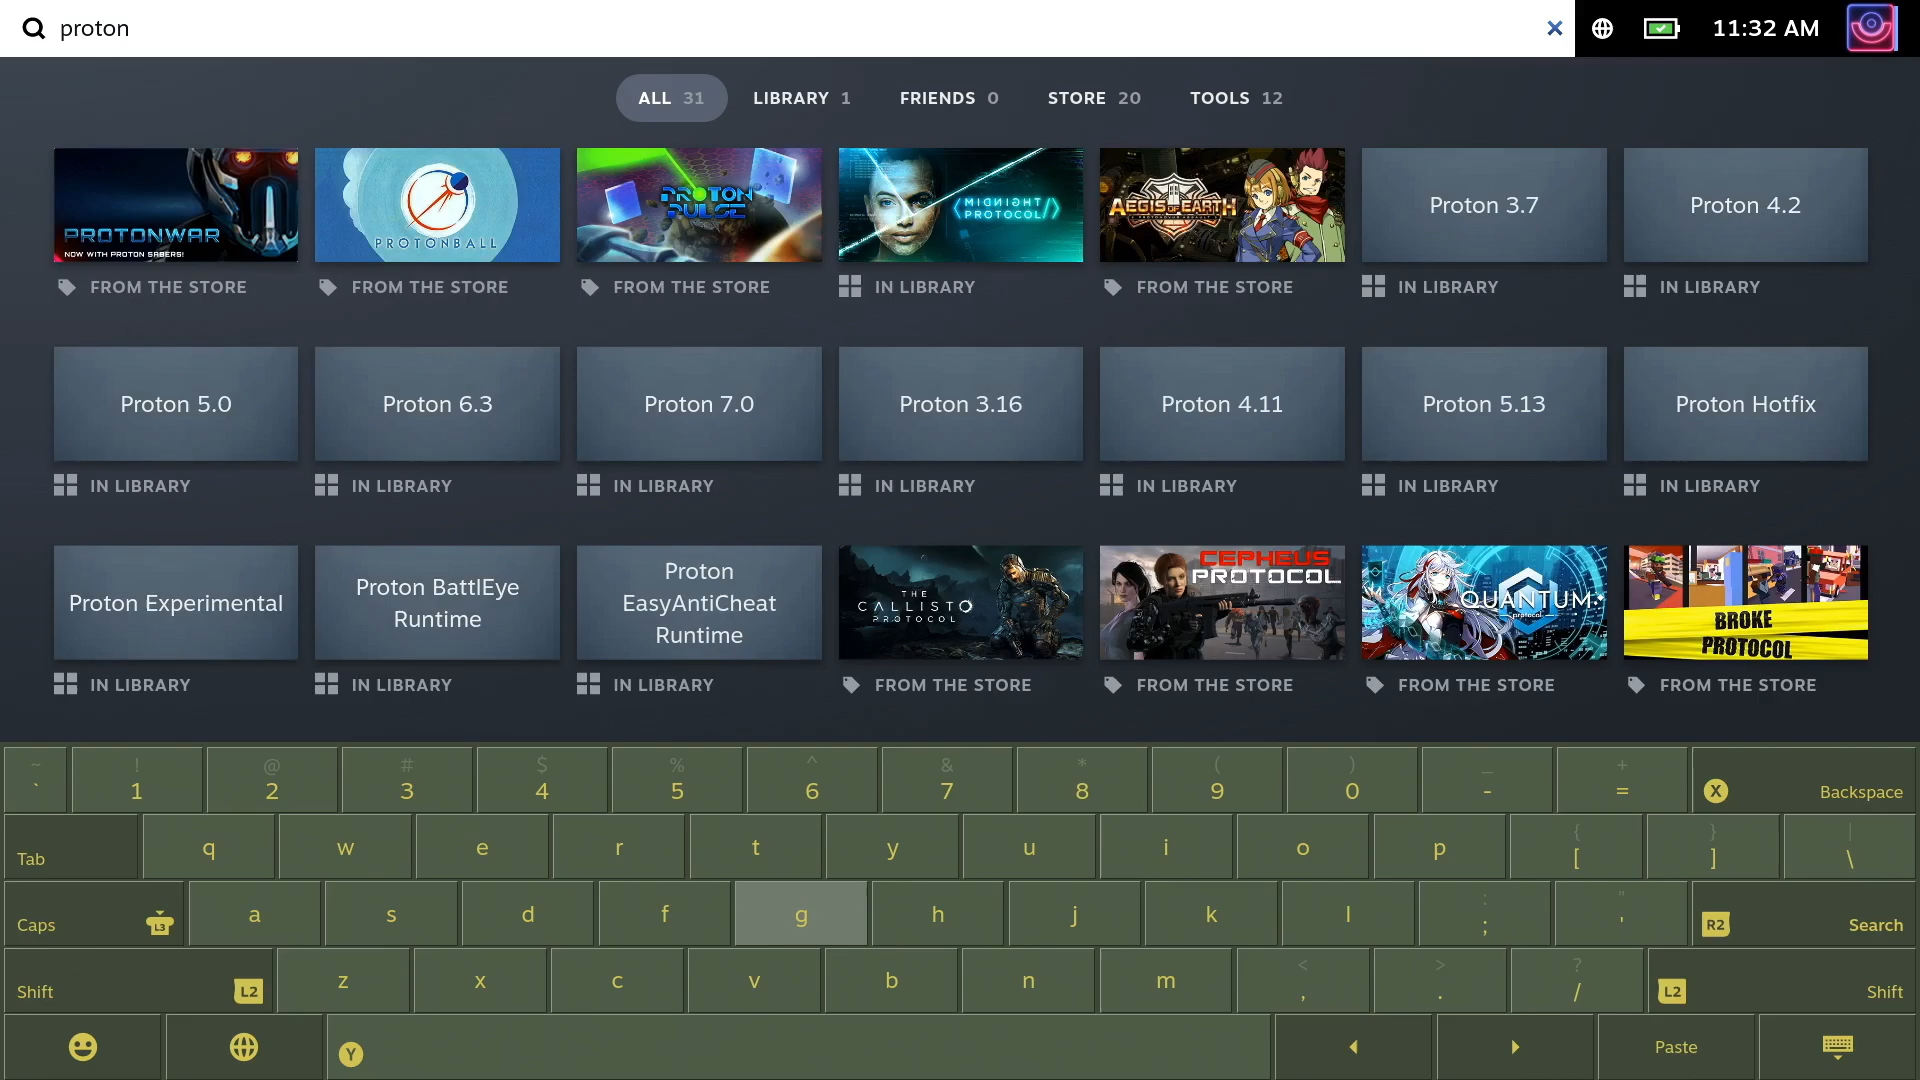 proton
11:32 AM
ALL 31 LIBRARY 1 FRIENDS 0 STORE 20 TOOLS 12
PROTONWAR
NOW WITH PROTON SABERS!
PROTONBALL
PROTON
PULSE
MIDNIGHT
PROTOCOL/>
AEGIS OF EARTH
Proton 3.7
Proton 4.2
FROM THE STORE
FROM THE STORE
FROM THE STORE
IN LIBRARY
FROM THE STORE
IN LIBRARY
IN LIBRARY
Proton 5.0
Proton 6.3
Proton 7.0
Proton 3.16
Proton 4.11
Proton 5.13
Proton Hotfix
IN LIBRARY
IN LIBRARY
IN LIBRARY
IN LIBRARY
IN LIBRARY
IN LIBRARY
IN LIBRARY
Proton Experimental
Proton BattlEye
Runtime
Proton
EasyAntiCheat
Runtime
THE
CALLISTO
PROTOCOL
CEPHEUS
PROTOCOL
QUANTUM:
protocol
BROKE
PROTOCOL
IN LIBRARY
IN LIBRARY
IN LIBRARY
FROM THE STORE
FROM THE STORE
FROM THE STORE
FROM THE STORE
~ ! @ # $ % ^ & * ( ) _ +
` 1 2 3 4 5 6 7 8 9 0 - = X Backspace
{ } |
Tab q w e r t y u i o p [ ] \
: "
Caps L3 a s d f g h j k l ; ' R2 Search
< > ?
Shift L2 z x c v b n m , . / L2 Shift
Y Paste